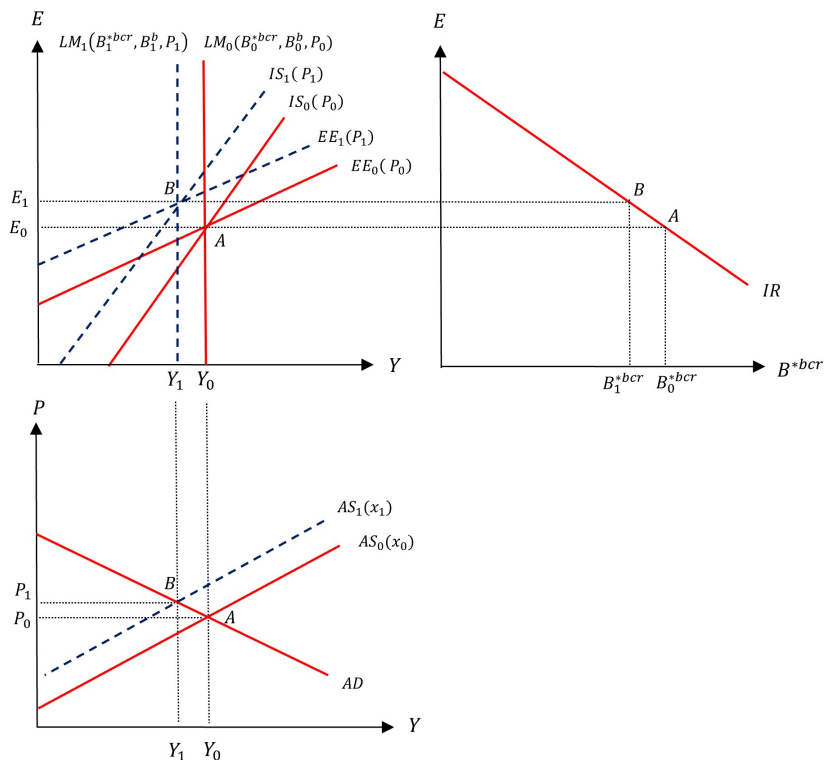 E
E
LM₁(B₁*ᵇᶜʳ, B₁ᵇ, P₁) LM₀(B₀*ᵇᶜʳ, B₀ᵇ, P₀)
IS₁(P₁)
IS₀(P₀)
EE₁(P₁)
EE₀(P₀)
B
E₁
E₀
A
B
A
IR
Y₁ Y₀ Y
B₁*ᵇᶜʳ B₀*ᵇᶜʳ B*ᵇᶜʳ
P
AS₁(x₁)
AS₀(x₀)
B
P₁
P₀
A
AD
Y₁ Y₀ Y